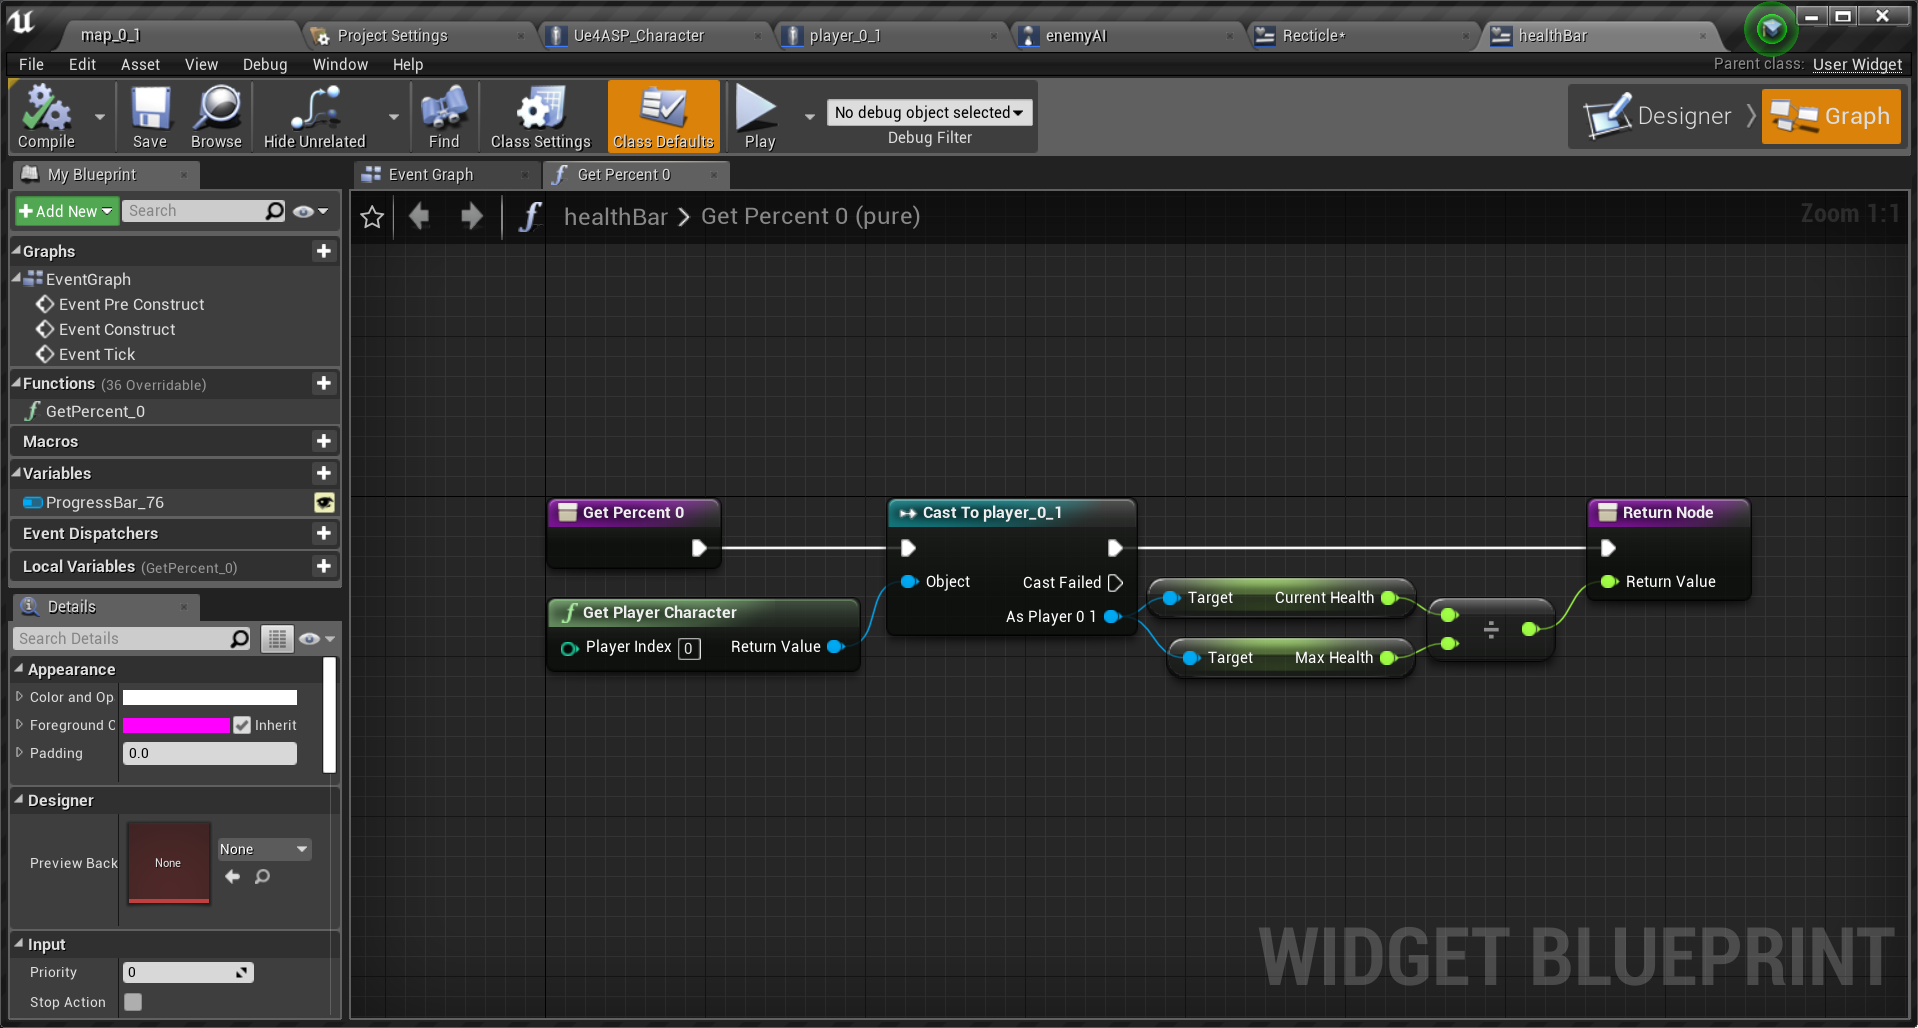 map_0_1
Project Settings
Ue4ASP_Character
player_0_1
enemyAI
Recticle*
healthBar
File Edit Asset View Debug Window Help
Parent class: User Widget
Compile
Save
Browse
Hide Unrelated
Find
Class Settings
Class Defaults
Play
No debug object selected
Debug Filter
Designer
Graph
My Blueprint
Event Graph
Get Percent 0
Add New
Search
healthBar > Get Percent 0 (pure)
Zoom 1:1
Graphs
EventGraph
Event Pre Construct
Event Construct
Event Tick
Functions (36 Overridable)
GetPercent_0
Macros
Variables
ProgressBar_76
Event Dispatchers
Local Variables (GetPercent_0)
Details
Search Details
Appearance
Color and Op
Foreground C
Inherit
Padding
0.0
Designer
Preview Back
None
None
Input
Priority
0
Stop Action
Get Percent 0
Get Player Character
Player Index 0
Return Value
Cast To player_0_1
Object
Cast Failed
As Player 0 1
Target
Current Health
Target
Max Health
÷
Return Node
Return Value
WIDGET BLUEPRINT